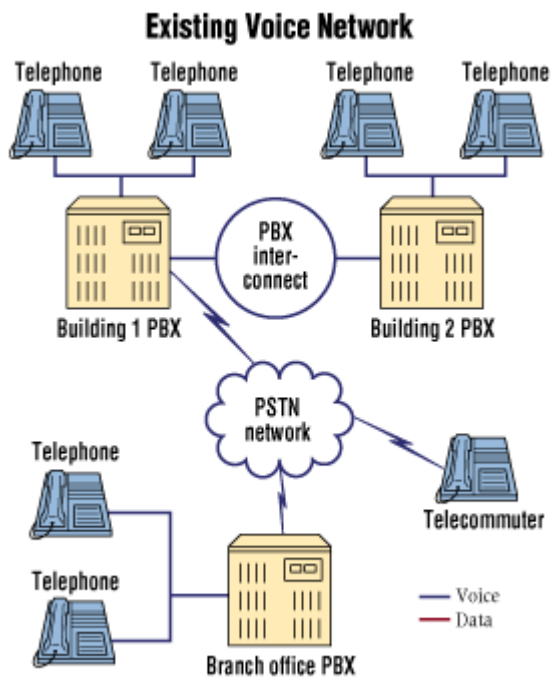 Existing Voice Network
Telephone
Telephone
Telephone
Telephone
PBX
inter-
connect
Building 1 PBX
Building 2 PBX
PSTN
network
Telephone
Telecommuter
Telephone
Voice
Data
Branch office PBX